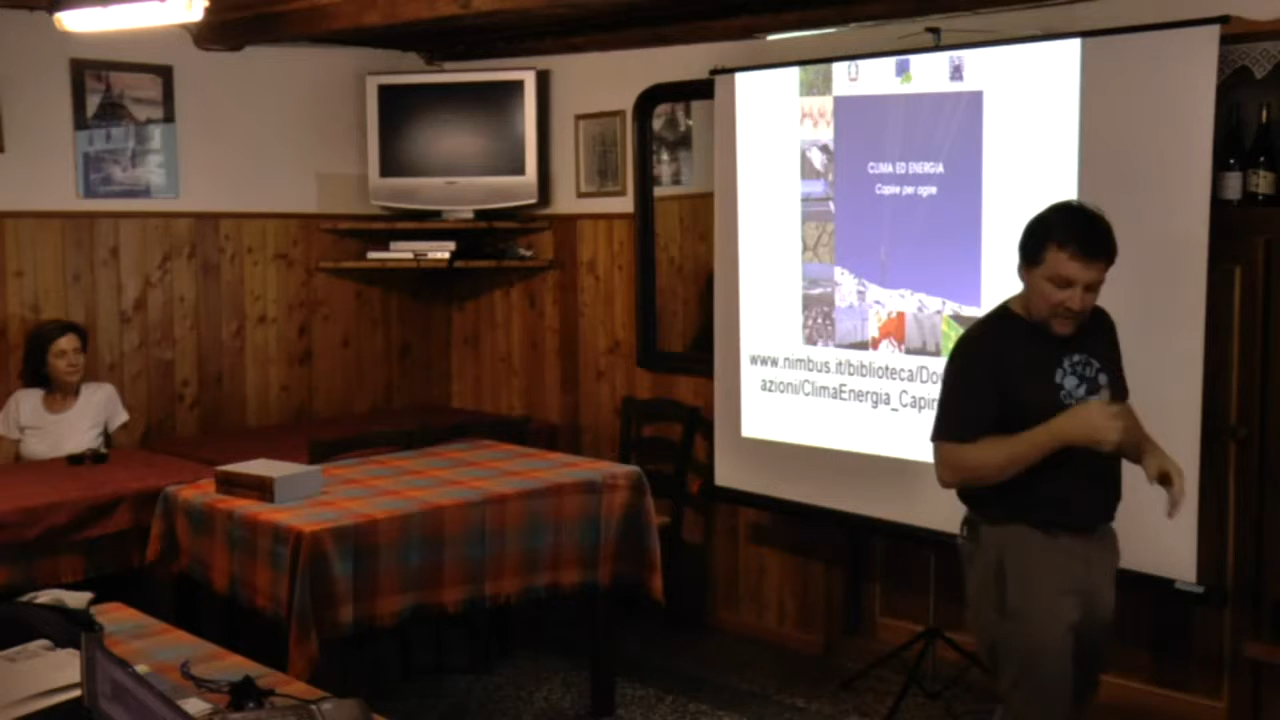 CLIMA ED ENERGIA
Capire per agire
www.nimbus.it/biblioteca/Do
azioni/ClimaEnergia_Capir